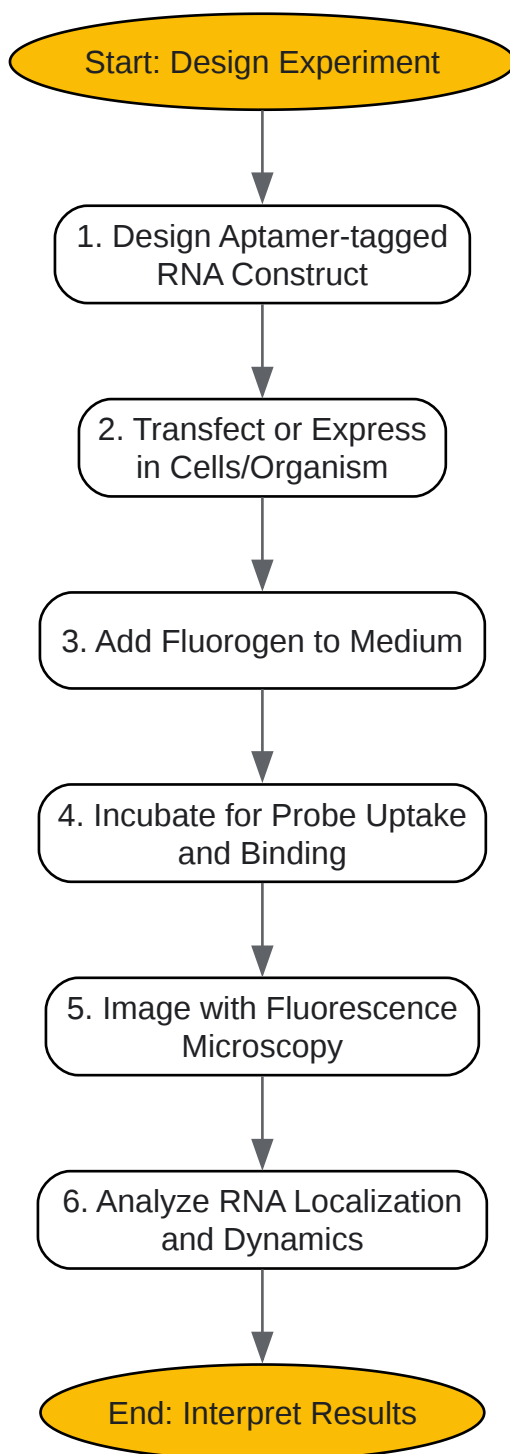 Start: Design Experiment
1. Design Aptamer-tagged
RNA Construct
2. Transfect or Express
in Cells/Organism
3. Add Fluorogen to Medium
4. Incubate for Probe Uptake
and Binding
5. Image with Fluorescence
Microscopy
6. Analyze RNA Localization
and Dynamics
End: Interpret Results